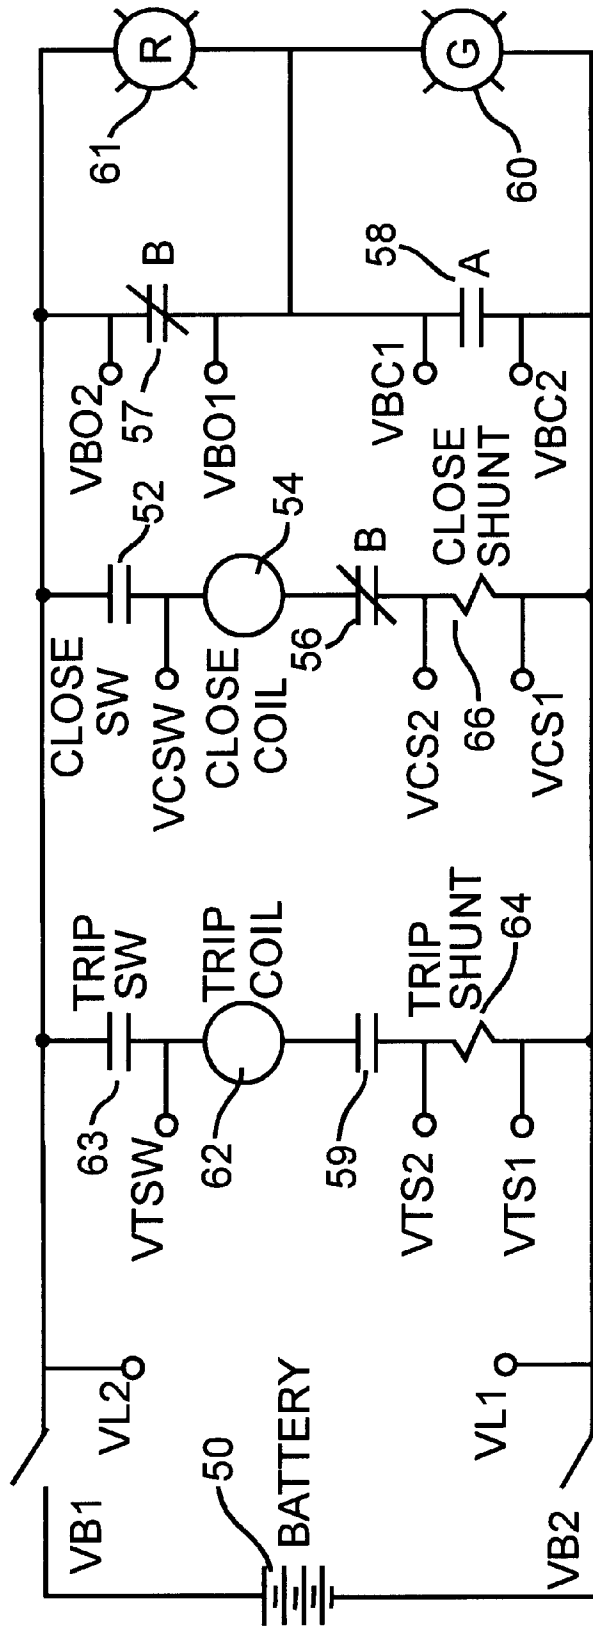 VB1
VL2
50
BATTERY
VL1
VB2
TRIP
SW
63
VTSW
TRIP
COIL
62
59
VTS2
TRIP
SHUNT
64
VTS1
CLOSE
SW
52
VCSW
CLOSE
COIL
54
56
B
VCS2
CLOSE
SHUNT
66
VCS1
VBO2
B
57
VBO1
58
VBC1
A
VBC2
R
61
G
60